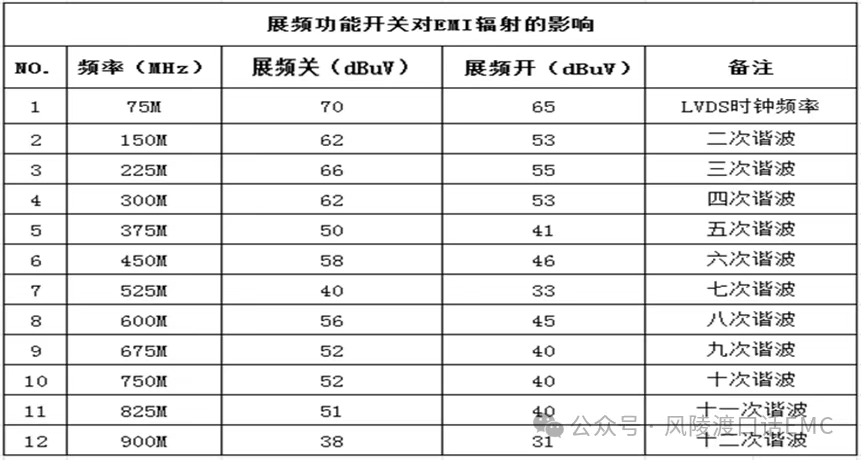 展频功能开关对EMI辐射的影响
NO. 频率（MHz） 展频关（dBuV） 展频开（dBuV） 备注
1 75M 70 65 LVDS时钟频率
2 150M 62 53 二次谐波
3 225M 66 55 三次谐波
4 300M 62 53 四次谐波
5 375M 50 41 五次谐波
6 450M 58 46 六次谐波
7 525M 40 33 七次谐波
8 600M 56 45 八次谐波
9 675M 52 40 九次谐波
10 750M 52 40 十次谐波
11 825M 51 40 十一次谐波
公众号·风陵渡口话EMC
12 900M 38 31 十二次谐波